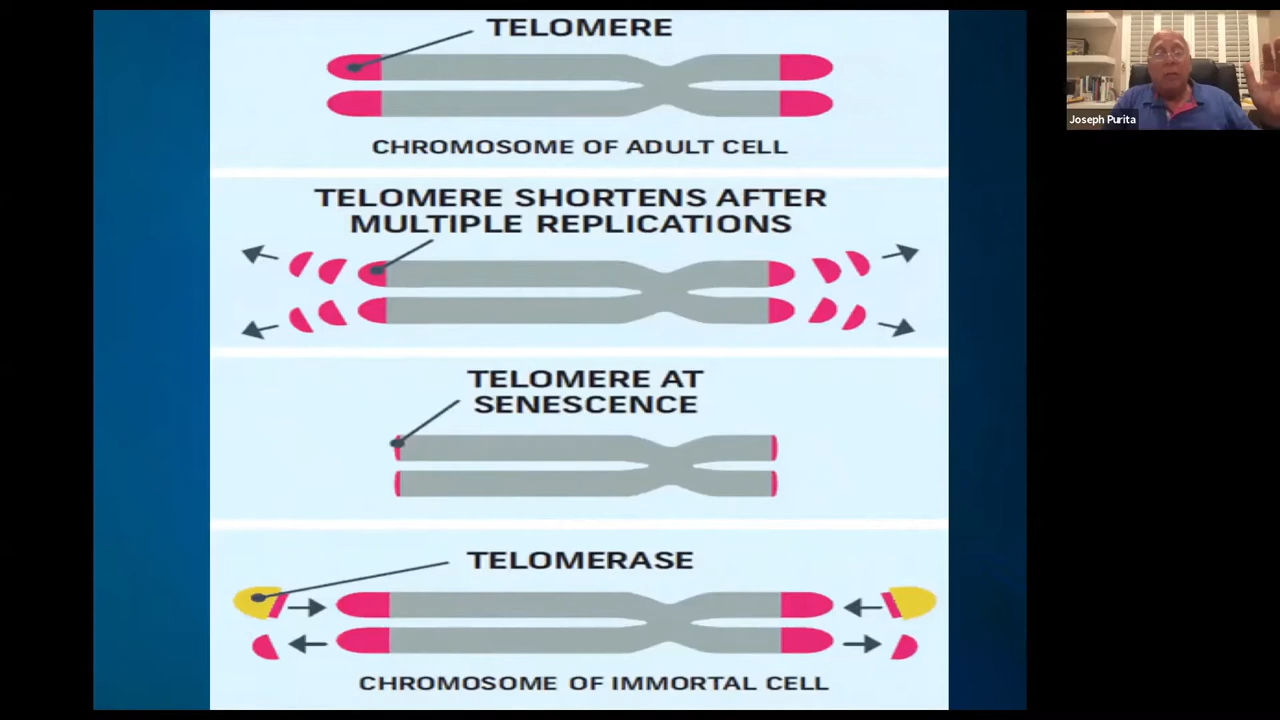 TELOMERE
CHROMOSOME OF ADULT CELL
TELOMERE SHORTENS AFTER
MULTIPLE REPLICATIONS
TELOMERE AT
SENESCENCE
TELOMERASE
CHROMOSOME OF IMMORTAL CELL
Joseph Purita